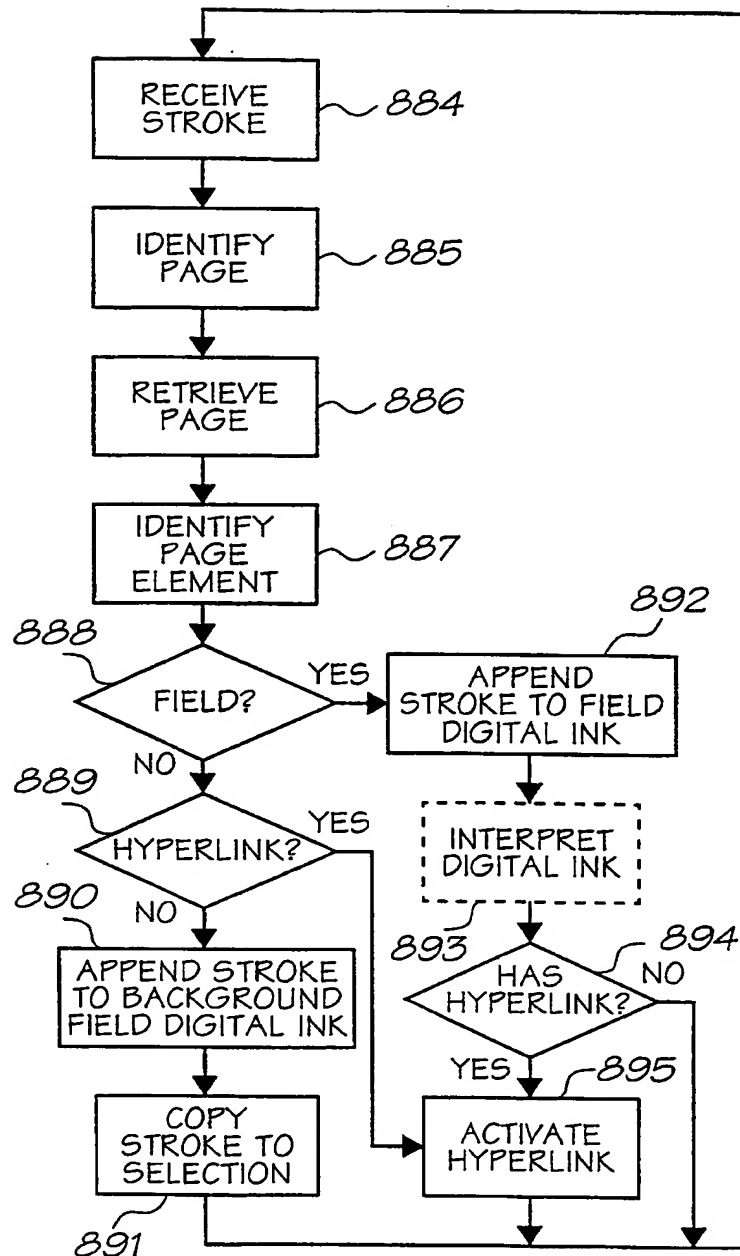 RECEIVE
STROKE
884
IDENTIFY
PAGE
885
RETRIEVE
PAGE
886
IDENTIFY
PAGE
ELEMENT
887
888
FIELD?
YES
NO
892
APPEND
STROKE TO FIELD
DIGITAL INK
889
HYPERLINK?
YES
NO
INTERPRET
DIGITAL INK
893
890
APPEND STROKE
TO BACKGROUND
FIELD DIGITAL INK
894
HAS
HYPERLINK?
NO
YES
895
COPY
STROKE TO
SELECTION
891
ACTIVATE
HYPERLINK